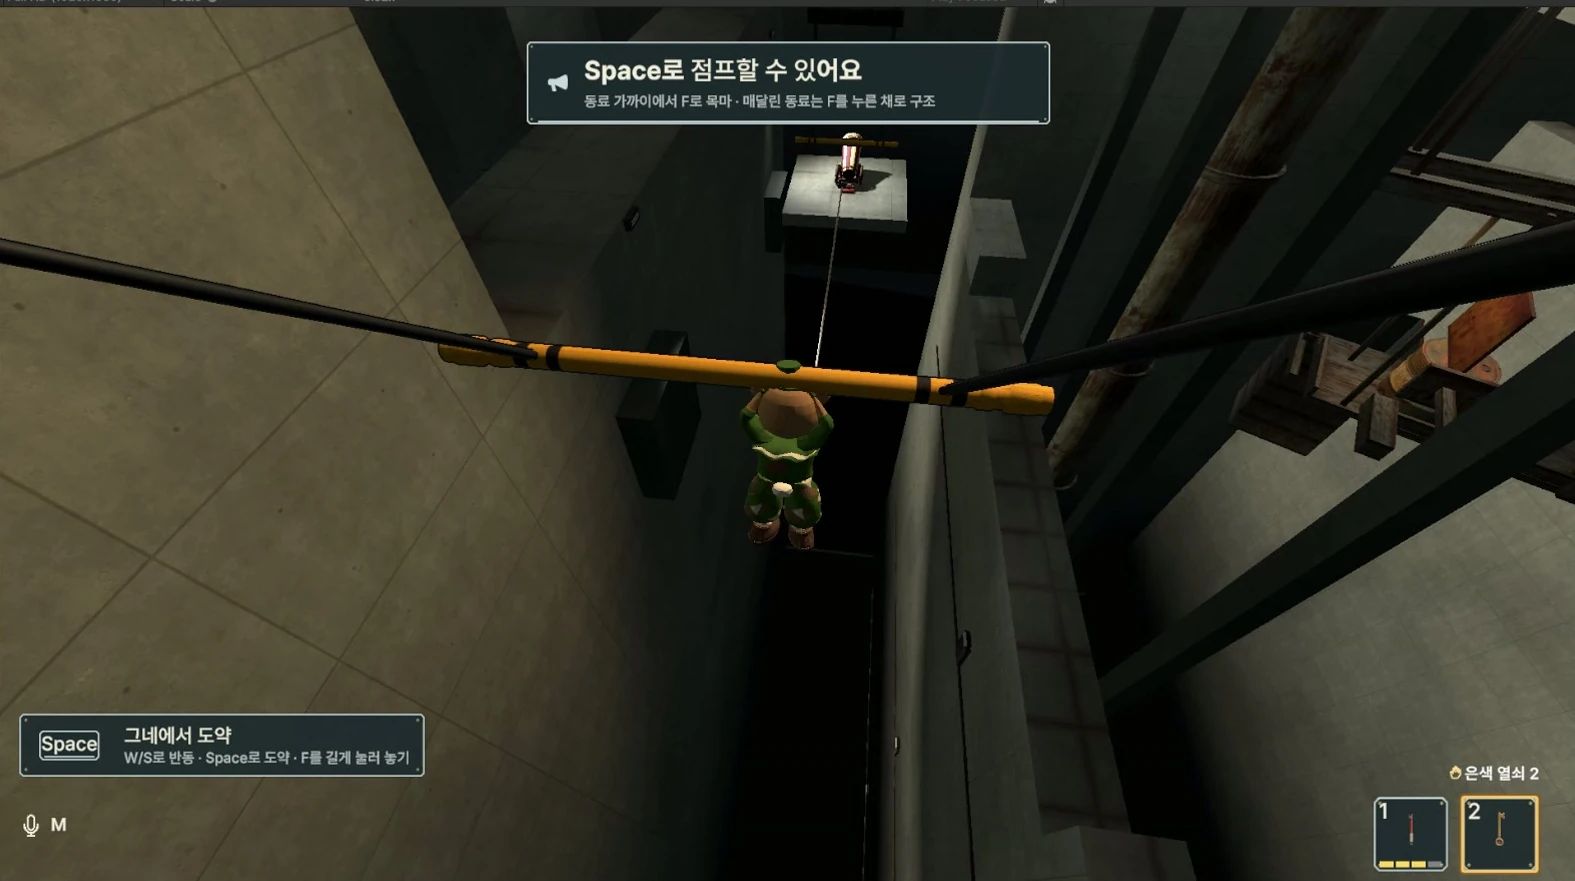 Space로 점프할 수 있어요
동료 가까이에서 F로 목마 · 매달린 동료는 F를 누른 채로 구조
Space
그네에서 도약
W/S로 반동 · Space로 도약 · F를 길게 눌러 놓기
M
은색 열쇠 2
1
2